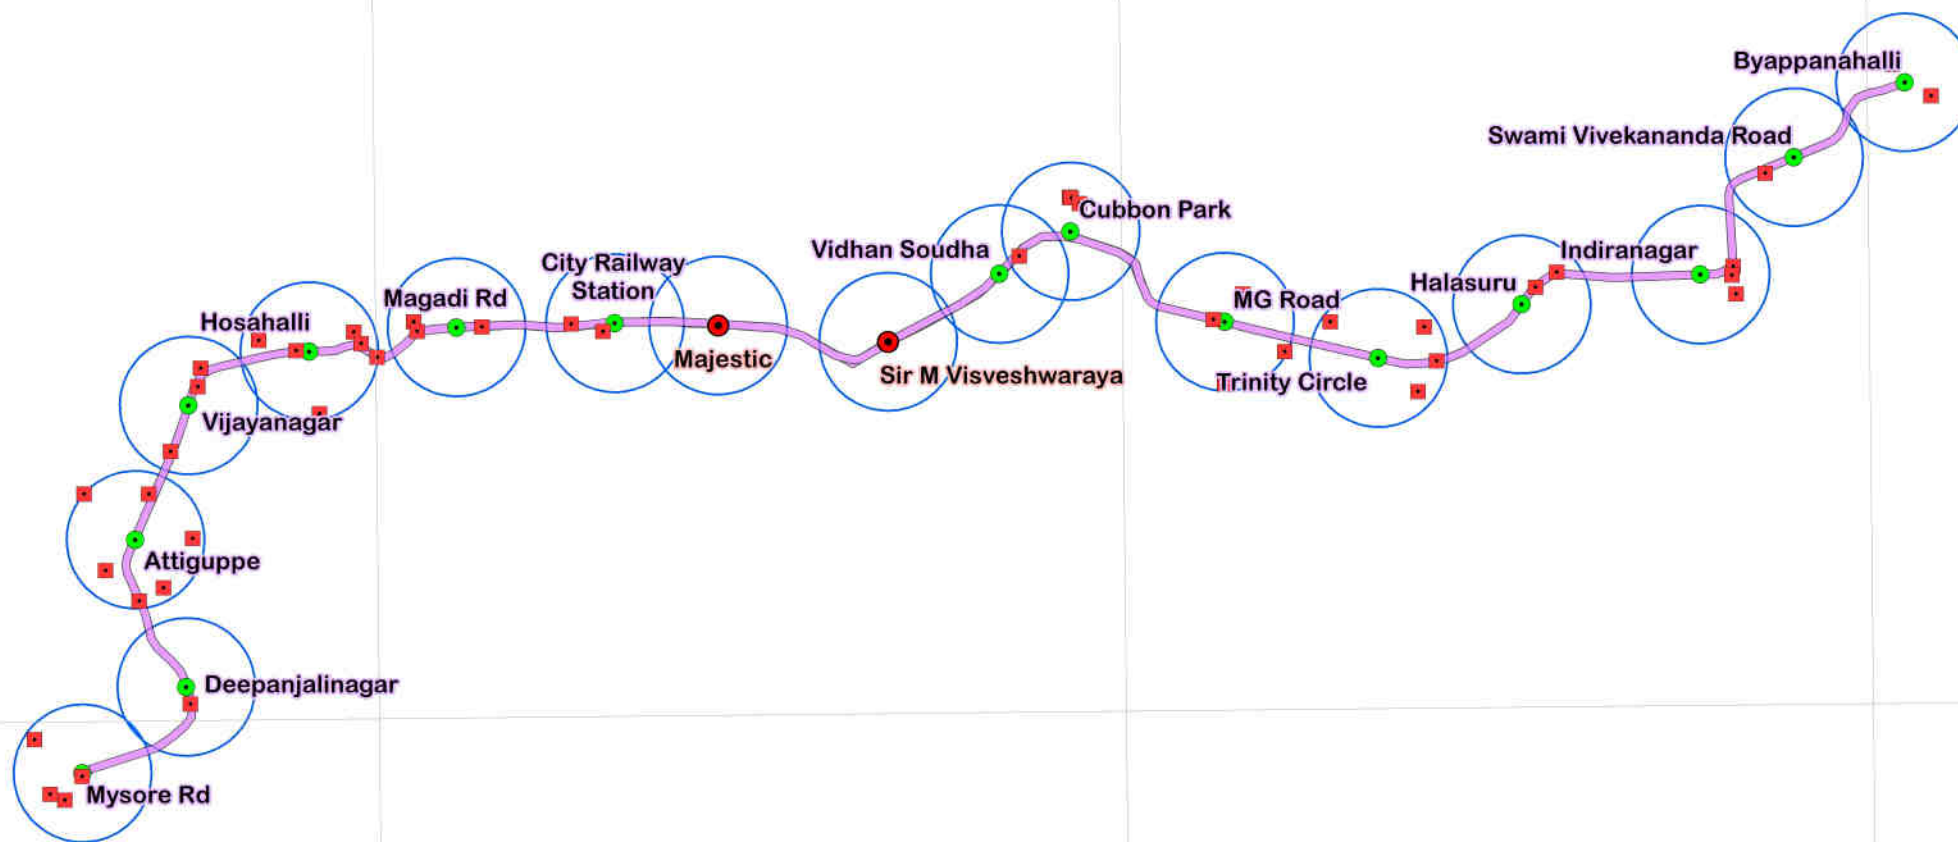 Byappanahalli
Swami Vivekananda Road
Cubbon Park
Vidhan Soudha
Indiranagar
City Railway
Station
Halasuru
Magadi Rd
MG Road
Hosahalli
Majestic
Sir M Visveshwaraya
Trinity Circle
Vijayanagar
Attiguppe
Deepanjalinagar
Mysore Rd